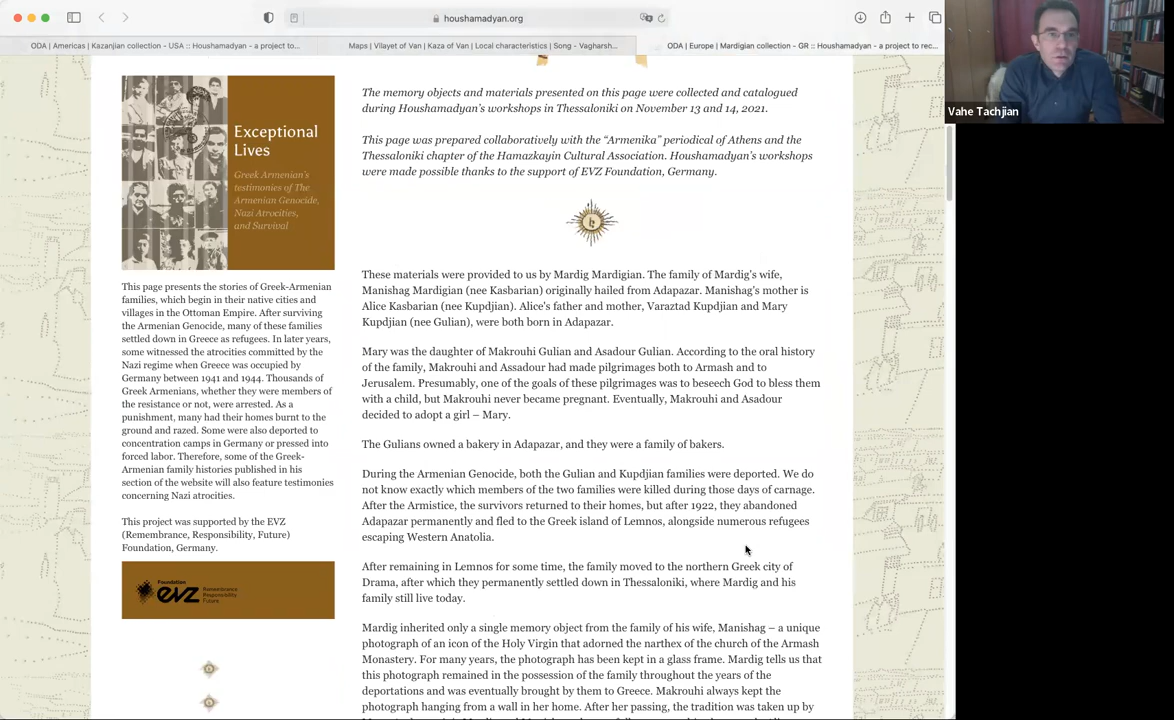 houshamadyan.org
ODA | Americas | Kazanjian collection - USA :: Houshamadyan - a project to...
Maps | Vilayet of Van | Kaza of Van | Local characteristics | Song - Vagharsh...
ODA | Europe | Mardigian collection - GR :: Houshamadyan - a project to rec...
Vahe Tachjian
Exceptional
Lives
Greek Armenian's
testimonies of The
Armenian Genocide,
Nazi Atrocities,
and Survival
This page presents the stories of Greek-Armenian
families, which begin in their native cities and
villages in the Ottoman Empire. After surviving
the Armenian Genocide, many of these families
settled down in Greece as refugees. In later years,
some witnessed the atrocities committed by the
Nazi regime when Greece was occupied by
Germany between 1941 and 1944. Thousands of
Greek Armenians, whether they were members of
the resistance or not, were arrested. As a
punishment, many had their homes burnt to the
ground and razed. Some were also deported to
concentration camps in Germany or pressed into
forced labor. Therefore, some of the Greek-
Armenian family histories published in his
section of the website will also feature testimonies
concerning Nazi atrocities.
This project was supported by the EVZ
(Remembrance, Responsibility, Future)
Foundation, Germany.
Foundation
evz
Remembrance
Responsibility
Future
The memory objects and materials presented on this page were collected and catalogued
during Houshamadyan's workshops in Thessaloniki on November 13 and 14, 2021.
This page was prepared collaboratively with the “Armenika” periodical of Athens and the
Thessaloniki chapter of the Hamazkayin Cultural Association. Houshamadyan's workshops
were made possible thanks to the support of EVZ Foundation, Germany.
These materials were provided to us by Mardig Mardigian. The family of Mardig's wife,
Manishag Mardigian (nee Kasbarian) originally hailed from Adapazar. Manishag's mother is
Alice Kasbarian (nee Kupdjian). Alice's father and mother, Varaztad Kupdjian and Mary
Kupdjian (nee Gulian), were both born in Adapazar.
Mary was the daughter of Makrouhi Gulian and Asadour Gulian. According to the oral history
of the family, Makrouhi and Assadour had made pilgrimages both to Armash and to
Jerusalem. Presumably, one of the goals of these pilgrimages was to beseech God to bless them
with a child, but Makrouhi never became pregnant. Eventually, Makrouhi and Asadour
decided to adopt a girl – Mary.
The Gulians owned a bakery in Adapazar, and they were a family of bakers.
During the Armenian Genocide, both the Gulian and Kupdjian families were deported. We do
not know exactly which members of the two families were killed during those days of carnage.
After the Armistice, the survivors returned to their homes, but after 1922, they abandoned
Adapazar permanently and fled to the Greek island of Lemnos, alongside numerous refugees
escaping Western Anatolia.
After remaining in Lemnos for some time, the family moved to the northern Greek city of
Drama, after which they permanently settled down in Thessaloniki, where Mardig and his
family still live today.
Mardig inherited only a single memory object from the family of his wife, Manishag – a unique
photograph of an icon of the Holy Virgin that adorned the narthex of the church of the Armash
Monastery. For many years, the photograph has been kept in a glass frame. Mardig tells us that
this photograph remained in the possession of the family throughout the years of the
deportations and was eventually brought by them to Greece. Makrouhi always kept the
photograph hanging from a wall in her home. After her passing, the tradition was taken up by